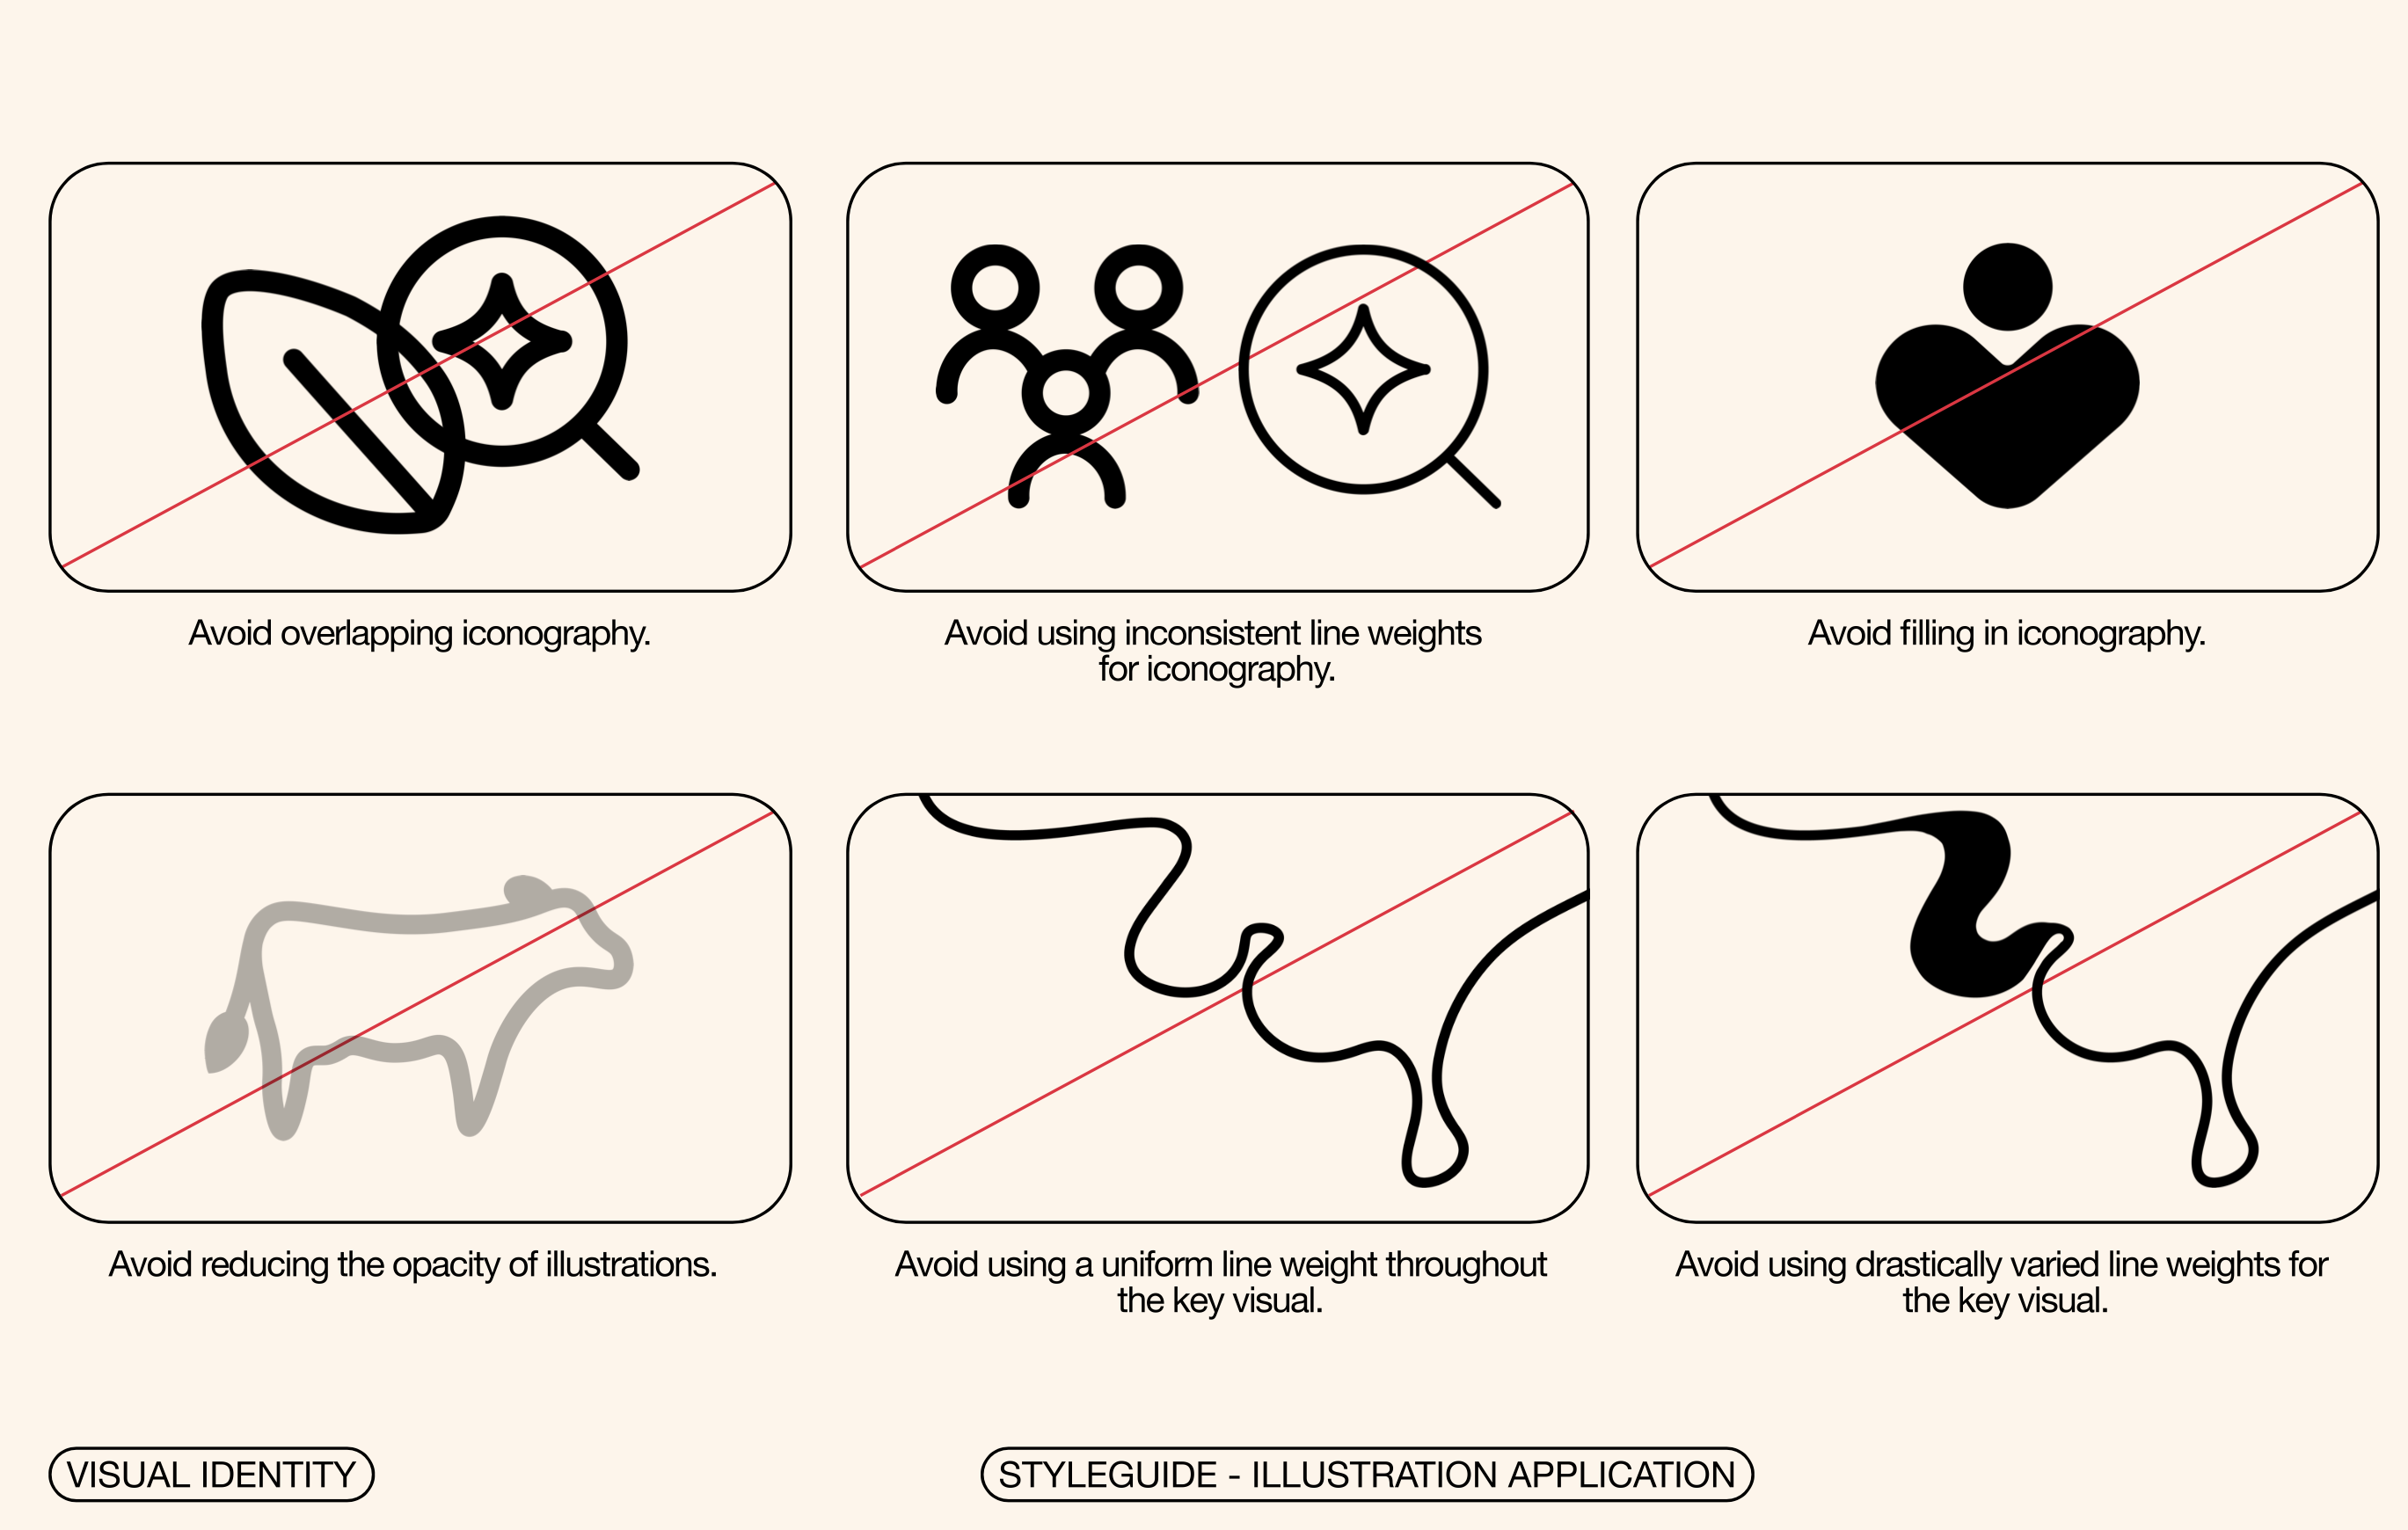 Avoid overlapping iconography.
Avoid using inconsistent line weights
for iconography.
Avoid filling in iconography.
Avoid reducing the opacity of illustrations.
Avoid using a uniform line weight throughout
the key visual.
Avoid using drastically varied line weights for
the key visual.
VISUAL IDENTITY
STYLEGUIDE - ILLUSTRATION APPLICATION